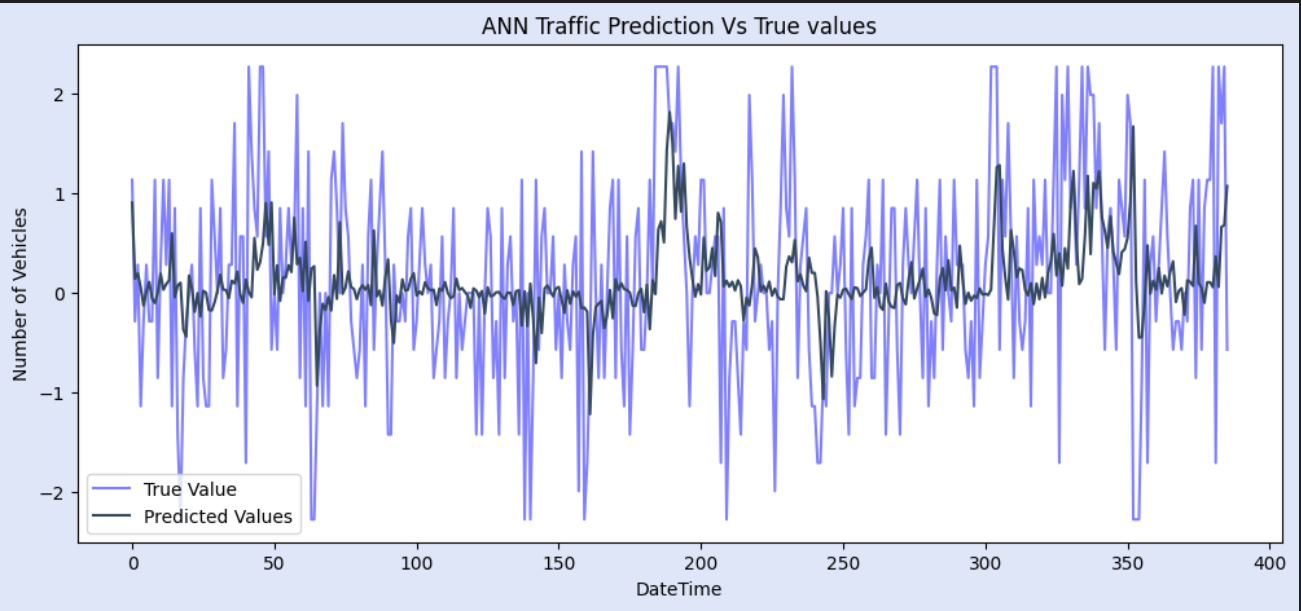 ANN Traffic Prediction Vs True values
Number of Vehicles
2
1
0
−1
−2
True Value
Predicted Values
0 50 100 150 200 250 300 350 400
DateTime